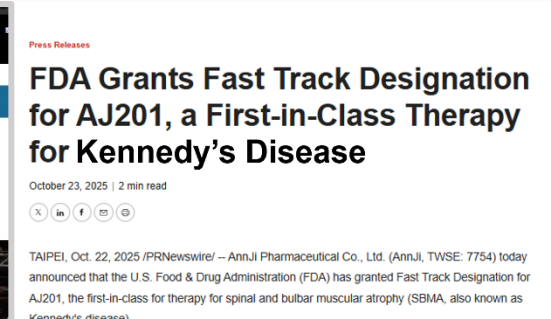 Press Releases
FDA Grants Fast Track Designation
for AJ201, a First-in-Class Therapy
for Kennedy’s Disease
October 23, 2025 | 2 min read
TAIPEI, Oct. 22, 2025 /PRNewswire/ -- AnnJi Pharmaceutical Co., Ltd. (AnnJi, TWSE: 7754) today
announced that the U.S. Food & Drug Administration (FDA) has granted Fast Track Designation for
AJ201, the first-in-class for therapy for spinal and bulbar muscular atrophy (SBMA, also known as
Kennedy's disease)